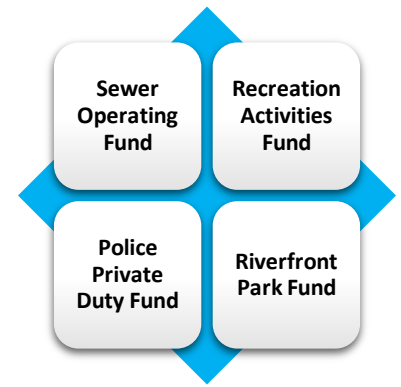 Sewer
Operating
Fund
Recreation
Activities
Fund
Police
Private
Duty Fund
Riverfront
Park Fund